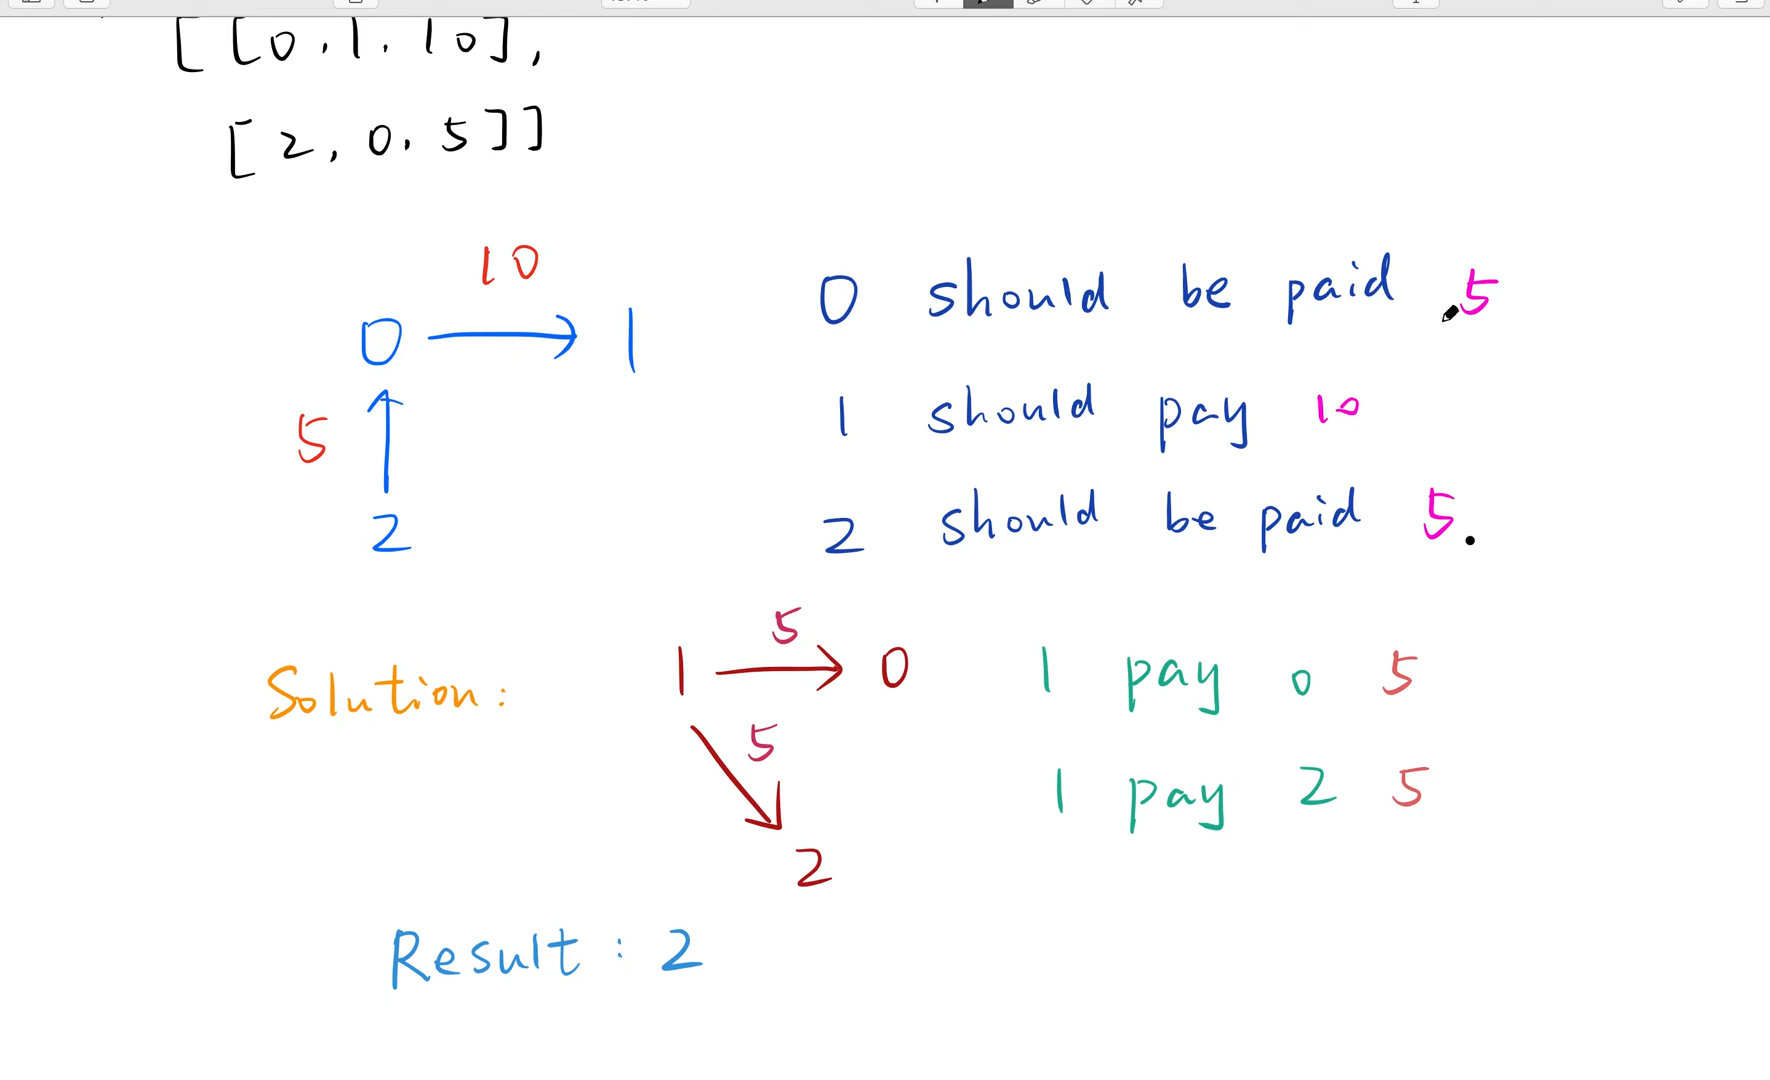 [ [0, 1, 10],
[ 2, 0, 5 ] ]
10
0 → 1
5
2
0 should be paid 5
1 should pay 10
2 should be paid 5.
Solution:
5
1 → 0
5
2
1 pay 0 5
1 pay 2 5
Result : 2